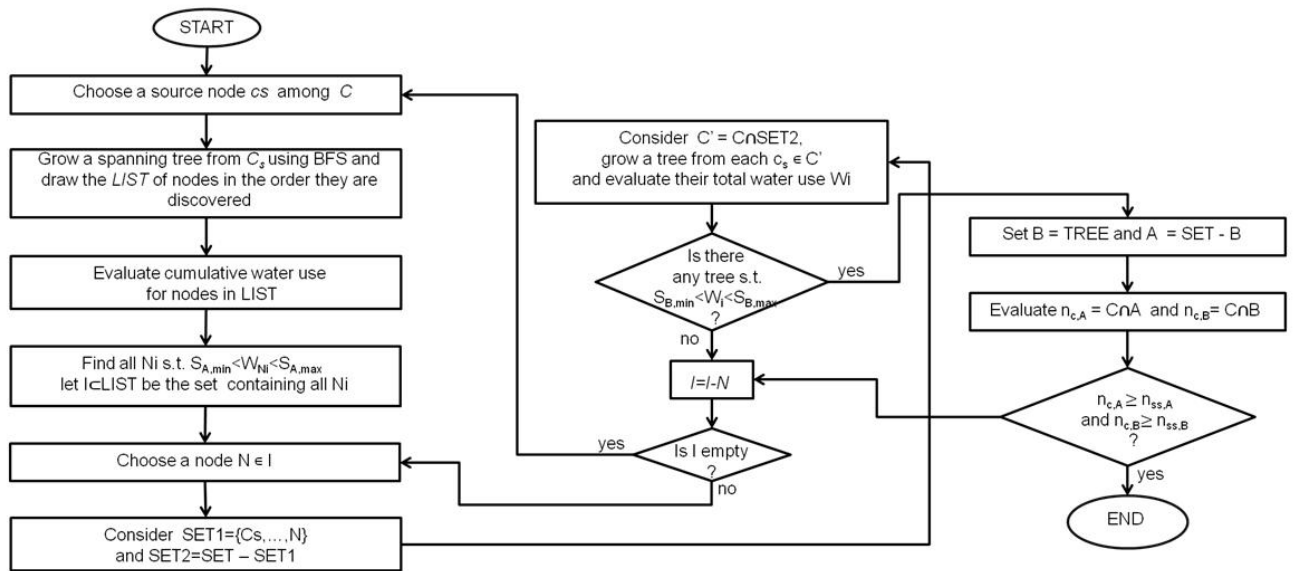 START
Choose a source node cs among C
Grow a spanning tree from Cs using BFS and
draw the LIST of nodes in the order they are
discovered
Evaluate cumulative water use
for nodes in LIST
Find all Ni s.t. SA,min<WNi<SA,max
let I⊂LIST be the set containing all Ni
Choose a node N ∈ I
Consider SET1={Cs,…,N}
and SET2=SET – SET1
Consider C' = C∩SET2,
grow a tree from each cs ∈ C'
and evaluate their total water use Wi
Is there
any tree s.t.
SB,min<Wi<SB,max
?
yes
no
I=I-N
Is I empty
?
yes
no
Set B = TREE and A = SET - B
Evaluate nc,A = C∩A and nc,B= C∩B
nc,A ≥ nss,A
and nc,B≥ nss,B
?
yes
END